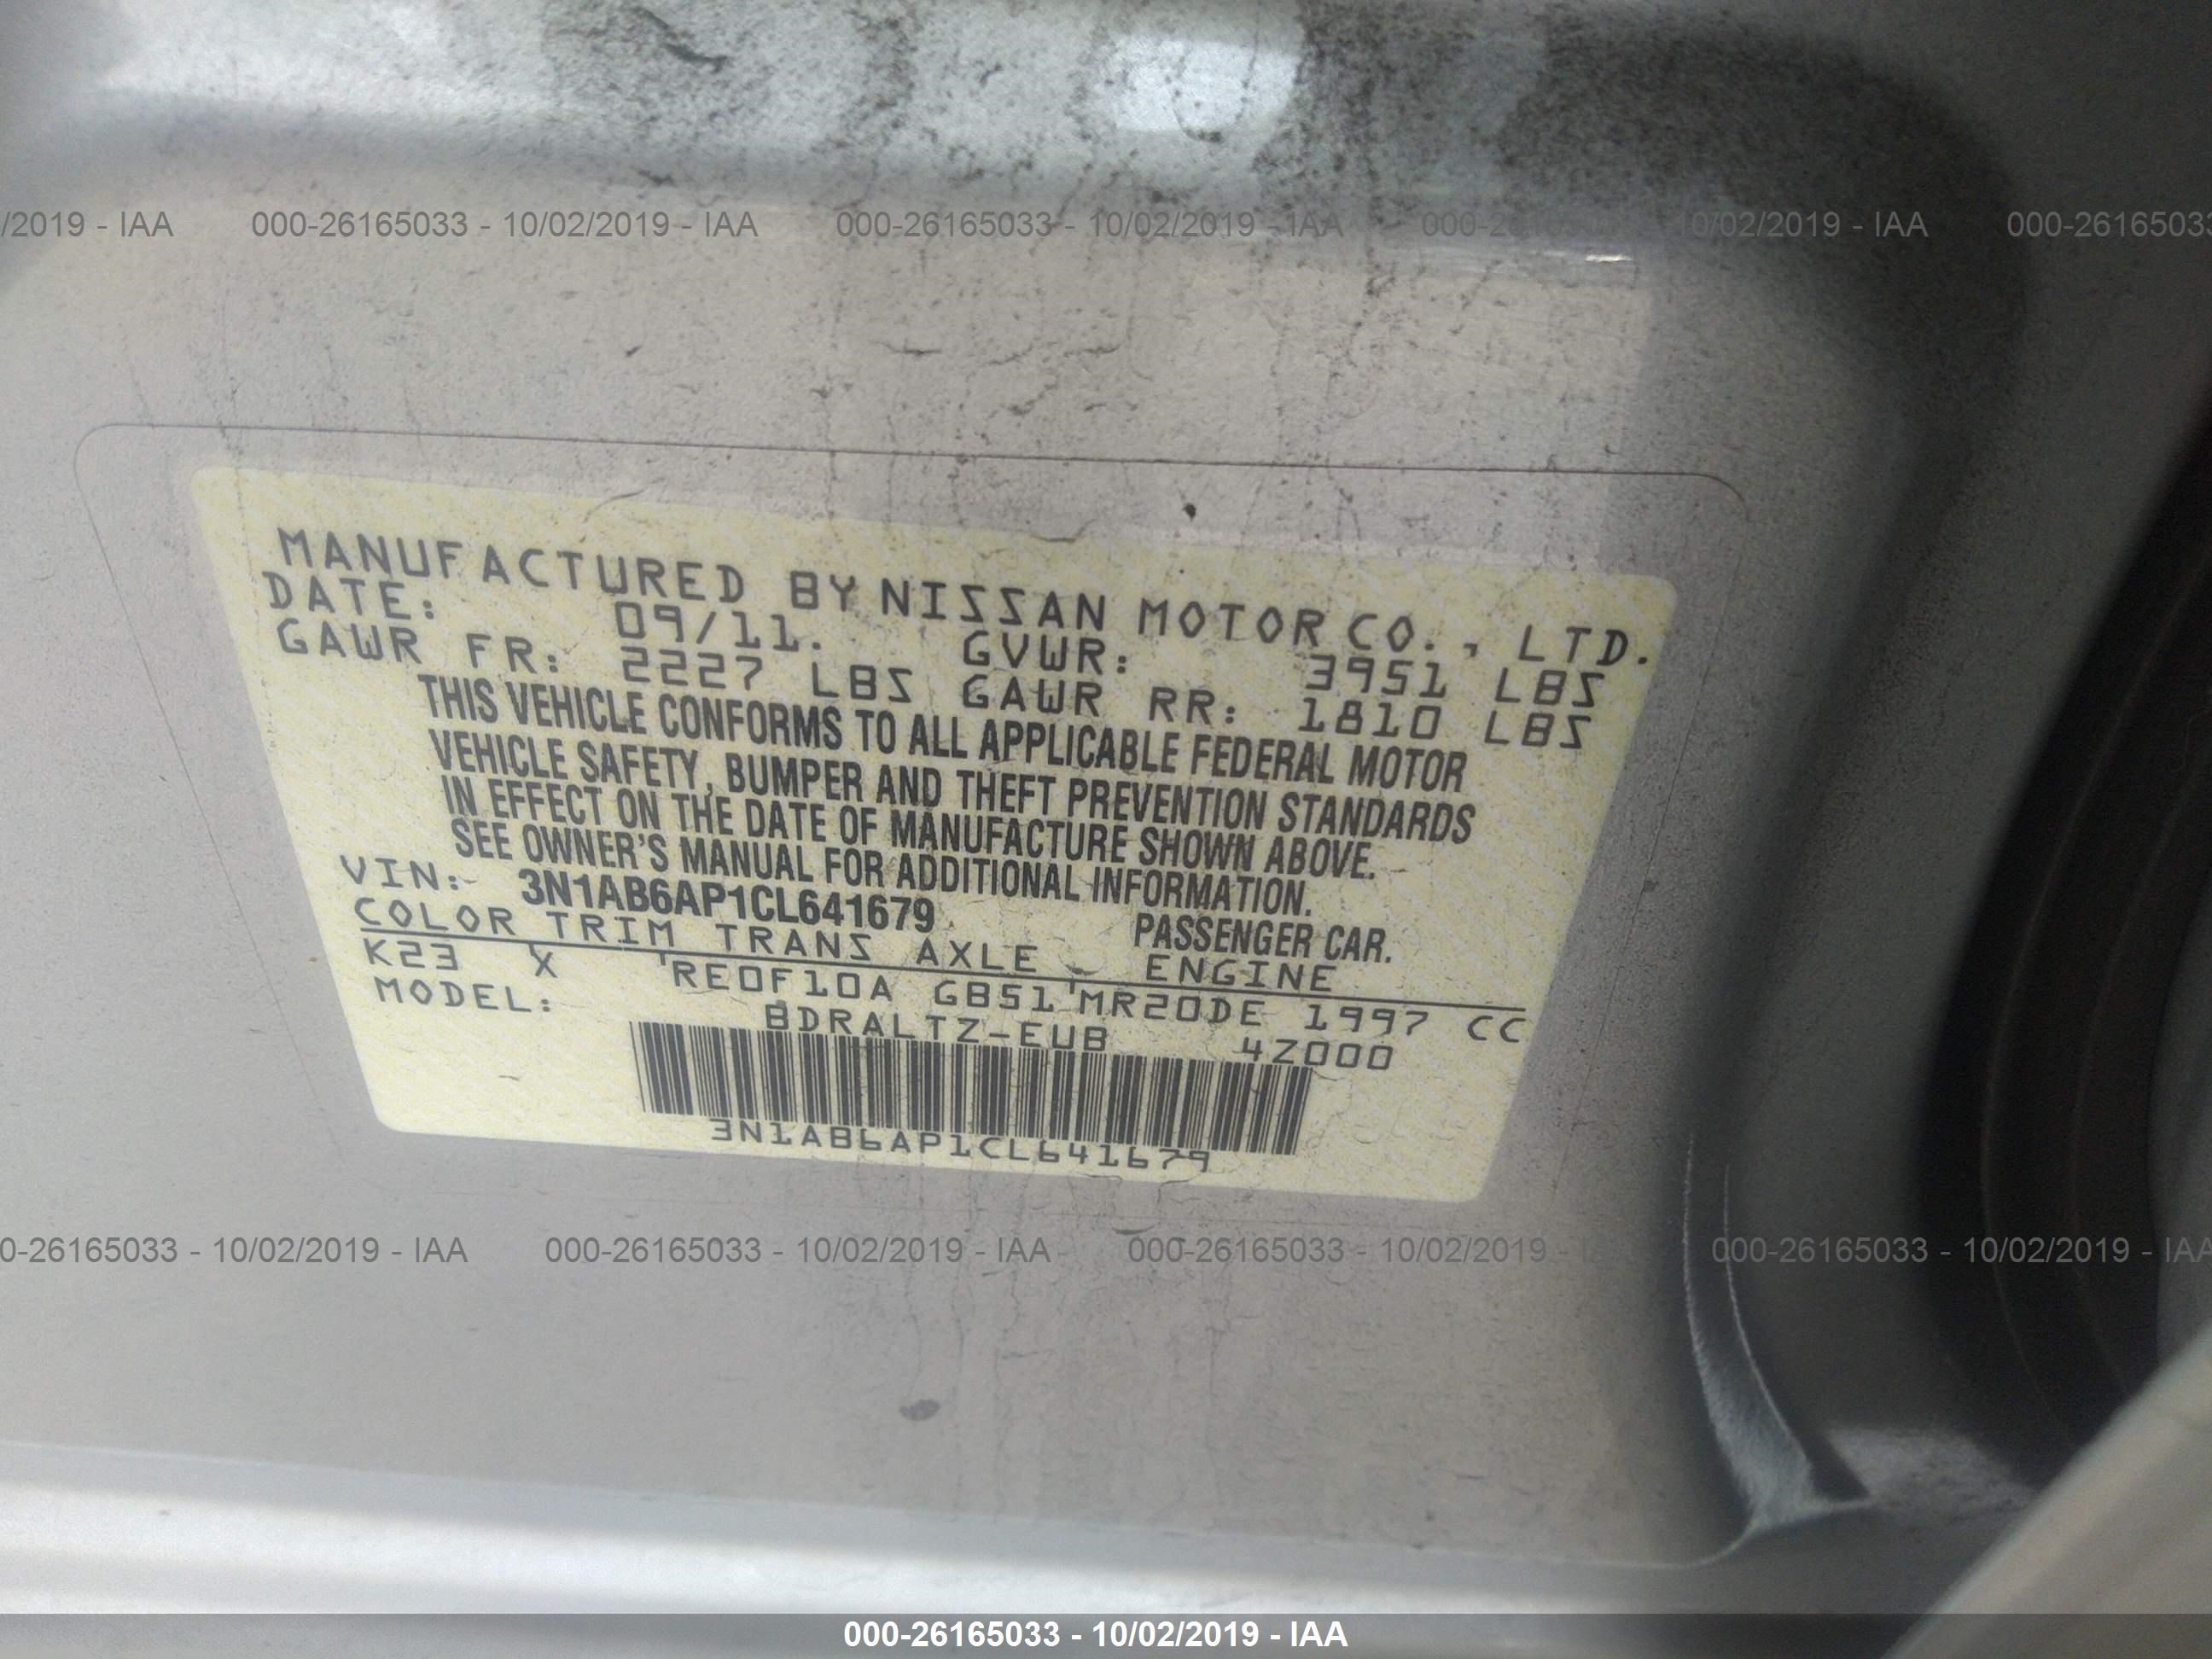 /2019 - IAA 000-26165033 - 10/02/2019 - IAA 000-26165033 - 10/02/2019 - IAA 000-26165033 - 10/02/2019 - IAA 000-26165033
MANUFACTURED BY NISSAN MOTOR CO., LTD.
DATE: 09/11. GVWR: 3951 LBS
GAWR FR: 2227 LBS GAWR RR: 1810 LBS
THIS VEHICLE CONFORMS TO ALL APPLICABLE FEDERAL MOTOR
VEHICLE SAFETY, BUMPER AND THEFT PREVENTION STANDARDS
IN EFFECT ON THE DATE OF MANUFACTURE SHOWN ABOVE.
SEE OWNER'S MANUAL FOR ADDITIONAL INFORMATION.
VIN: 3N1AB6AP1CL641679 PASSENGER CAR.
COLOR TRIM TRANS AXLE ENGINE
K23 X RE0F10A GB51 MR20DE 1997 CC
MODEL: BDRALTZ-EUB 4Z000
3N1AB6AP1CL641679
0-26165033 - 10/02/2019 - IAA 000-26165033 - 10/02/2019 - IAA 000-26165033 - 10/02/2019 - IAA 000-26165033 - 10/02/2019 - IAA
000-26165033 - 10/02/2019 - IAA